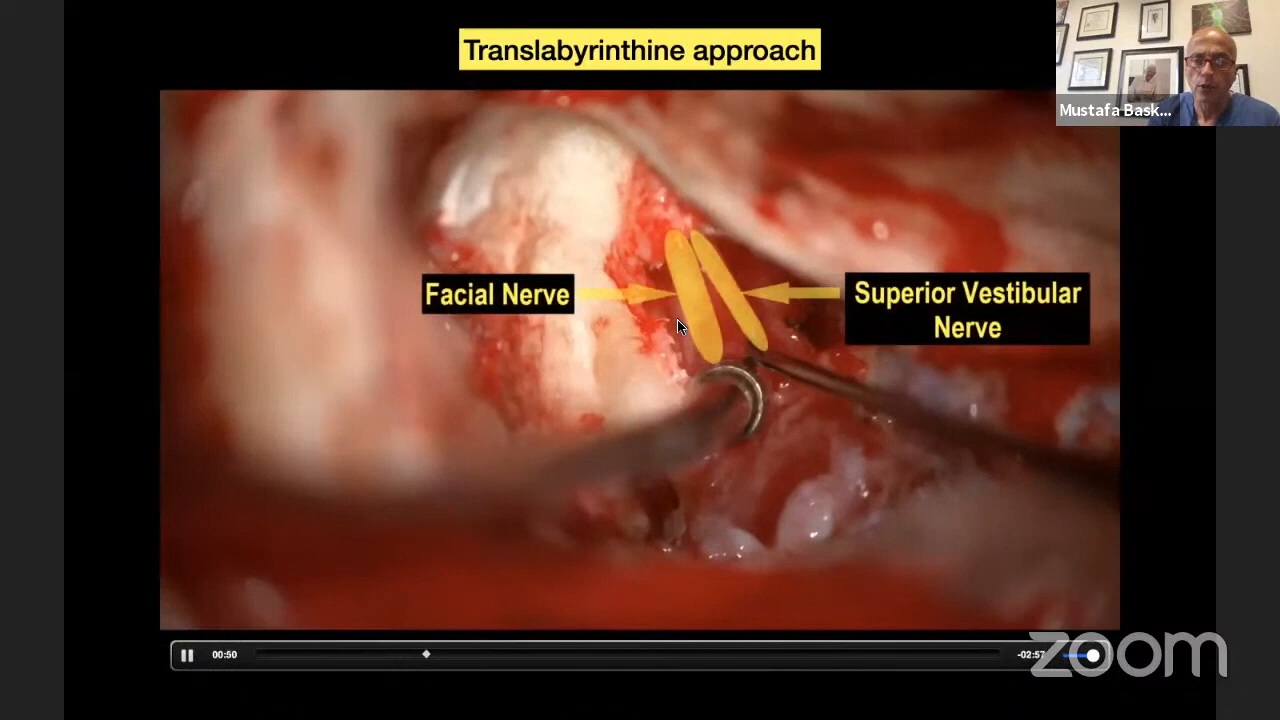 Translabyrinthine approach
Mustafa Bask...
Facial Nerve
Superior Vestibular
Nerve
00:50
-02:57
zoom